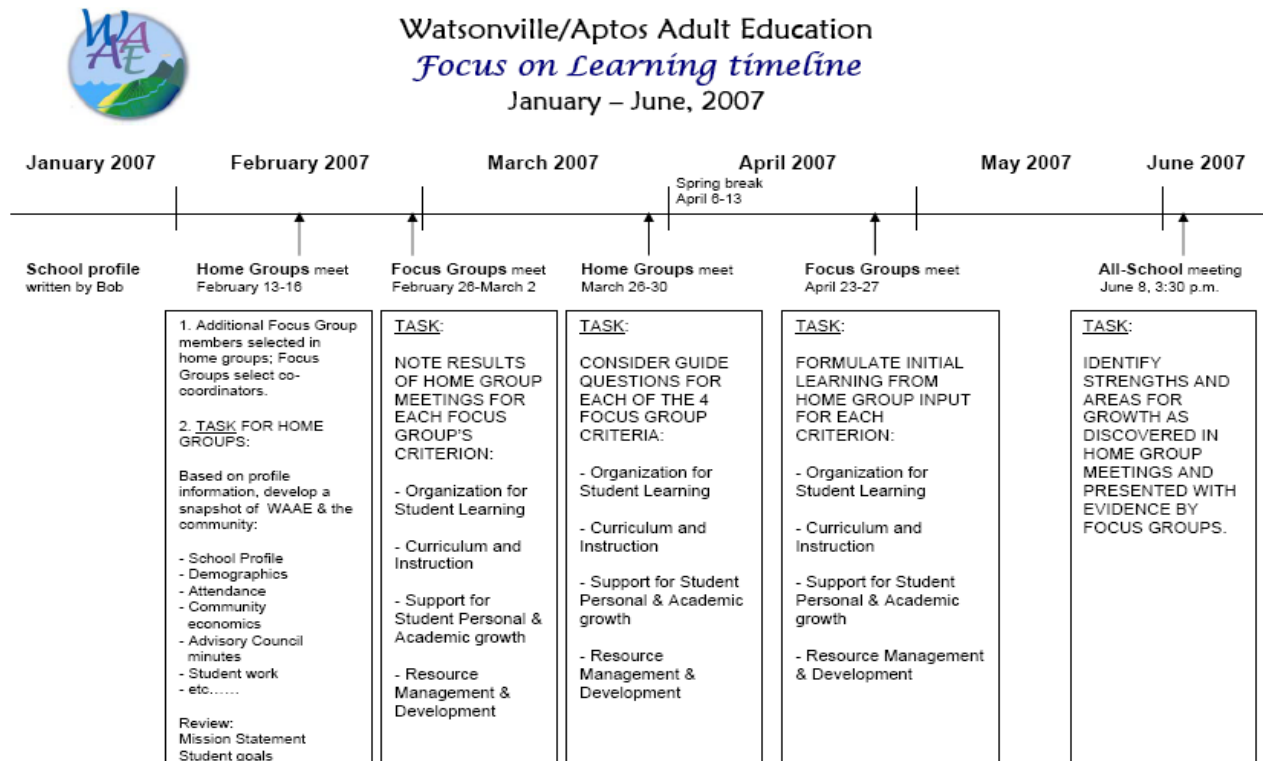 WAAE
Watsonville/Aptos Adult Education
Focus on Learning timeline
January – June, 2007
January 2007
February 2007
March 2007
April 2007
May 2007
June 2007
Spring break
April 6-13
School profile
written by Bob
Home Groups meet
February 13-16
Focus Groups meet
February 26-March 2
Home Groups meet
March 26-30
Focus Groups meet
April 23-27
All-School meeting
June 8, 3:30 p.m.
1. Additional Focus Group
members selected in
home groups; Focus
Groups select co-
coordinators.
2. TASK FOR HOME
GROUPS:
Based on profile
information, develop a
snapshot of WAAE & the
community:
- School Profile
- Demographics
- Attendance
- Community
economics
- Advisory Council
minutes
- Student work
- etc......
Review:
Mission Statement
Student goals
TASK:
NOTE RESULTS
OF HOME GROUP
MEETINGS FOR
EACH FOCUS
GROUP'S
CRITERION:
- Organization for
Student Learning
- Curriculum and
Instruction
- Support for
Student Personal &
Academic growth
- Resource
Management &
Development
TASK:
CONSIDER GUIDE
QUESTIONS FOR
EACH OF THE 4
FOCUS GROUP
CRITERIA:
- Organization for
Student Learning
- Curriculum and
Instruction
- Support for Student
Personal & Academic
growth
- Resource
Management &
Development
TASK:
FORMULATE INITIAL
LEARNING FROM
HOME GROUP INPUT
FOR EACH
CRITERION:
- Organization for
Student Learning
- Curriculum and
Instruction
- Support for Student
Personal & Academic
growth
- Resource Management
& Development
TASK:
IDENTIFY
STRENGTHS AND
AREAS FOR
GROWTH AS
DISCOVERED IN
HOME GROUP
MEETINGS AND
PRESENTED WITH
EVIDENCE BY
FOCUS GROUPS.